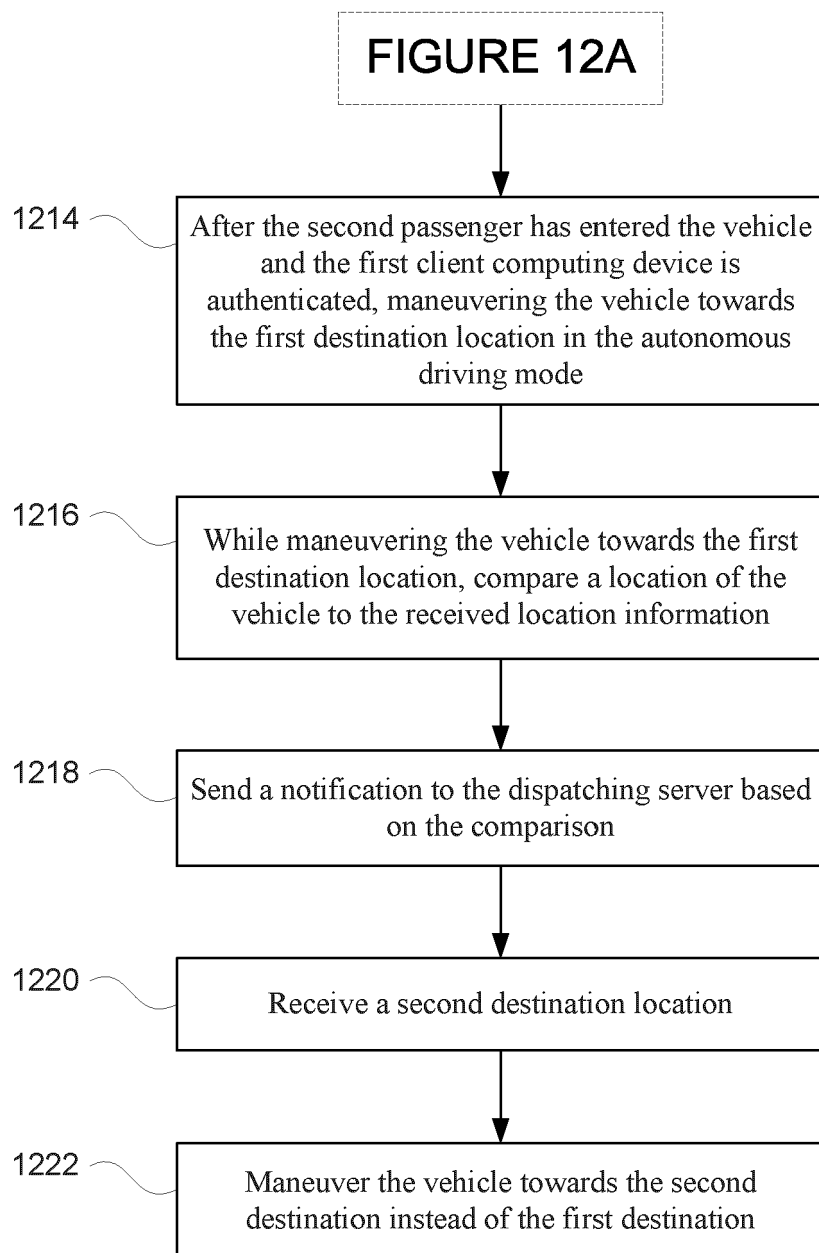 FIGURE 12A
1214
After the second passenger has entered the vehicle
and the first client computing device is
authenticated, maneuvering the vehicle towards
the first destination location in the autonomous
driving mode
1216
While maneuvering the vehicle towards the first
destination location, compare a location of the
vehicle to the received location information
1218
Send a notification to the dispatching server based
on the comparison
1220
Receive a second destination location
1222
Maneuver the vehicle towards the second
destination instead of the first destination